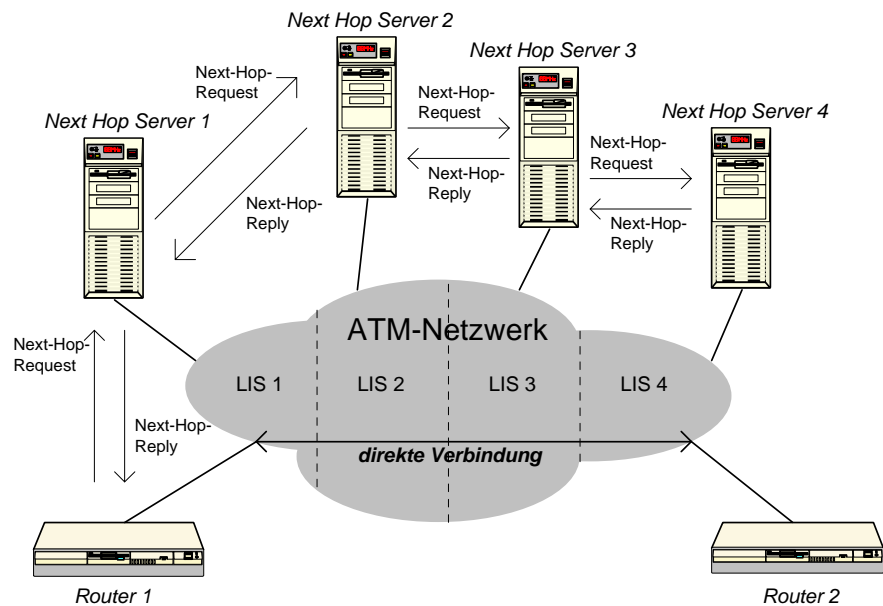 Next Hop Server 2
Next Hop Server 3
Next Hop Server 4
Next Hop Server 1
Next-Hop-
Request
Next-Hop-
Request
Next-Hop-
Request
Next-Hop-
Reply
Next-Hop-
Reply
Next-Hop-
Reply
Next-Hop-
Request
Next-Hop-
Reply
ATM-Netzwerk
LIS 1
LIS 2
LIS 3
LIS 4
direkte Verbindung
Router 1
Router 2